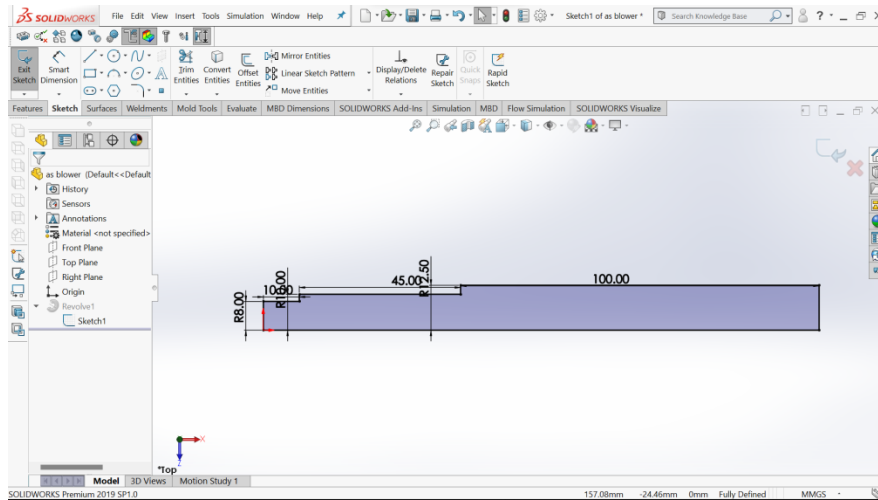 SOLIDWORKS File Edit View Insert Tools Simulation Window Help Sketch1 of as blower * Search Knowledge Base ?
Exit Sketch
Smart Dimension
Trim Entities
Convert Entities
Offset Entities
Mirror Entities
Linear Sketch Pattern
Move Entities
Display/Delete Relations
Repair Sketch
Quick Snaps
Rapid Sketch
Features Sketch Surfaces Weldments Mold Tools Evaluate MBD Dimensions SOLIDWORKS Add-Ins Simulation MBD Flow Simulation SOLIDWORKS Visualize
as blower (Default<<Default
History
Sensors
Annotations
Material <not specified>
Front Plane
Top Plane
Right Plane
Origin
Revolve1
Sketch1
R8.00
45.00
R12.50
100.00
X
Z
*Top
Model 3D Views Motion Study 1
SOLIDWORKS Premium 2019 SP1.0 157.08mm -24.46mm 0mm Fully Defined MMGS